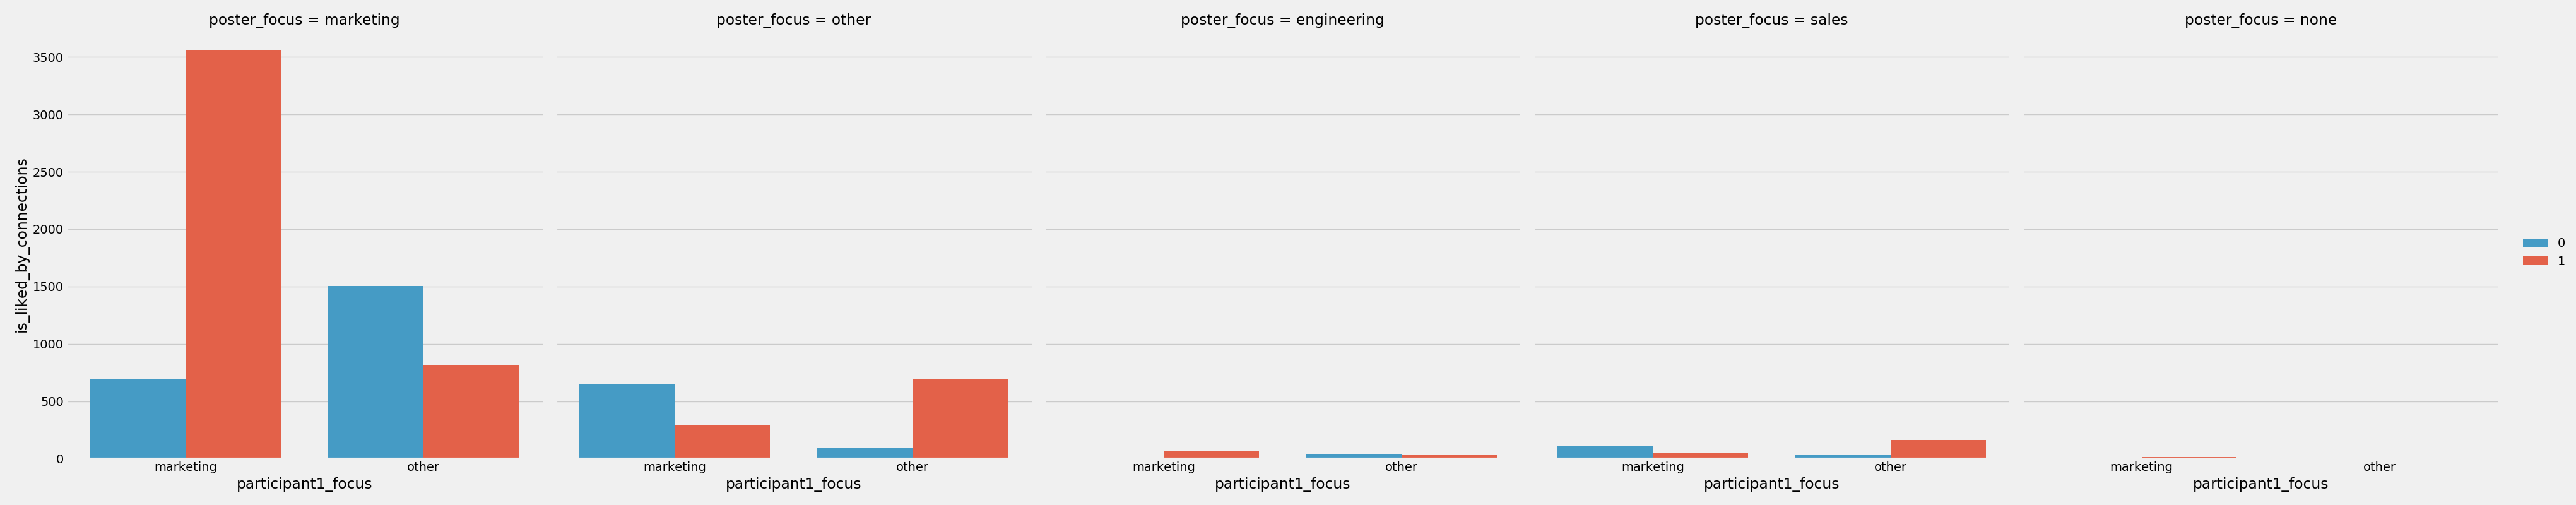 poster_focus = marketing
poster_focus = other
poster_focus = engineering
poster_focus = sales
poster_focus = none
is_liked_by_connections
3500
3000
2500
2000
1500
1000
500
0
marketing
other
participant1_focus
marketing
other
participant1_focus
marketing
other
participant1_focus
marketing
other
participant1_focus
marketing
other
participant1_focus
0
1